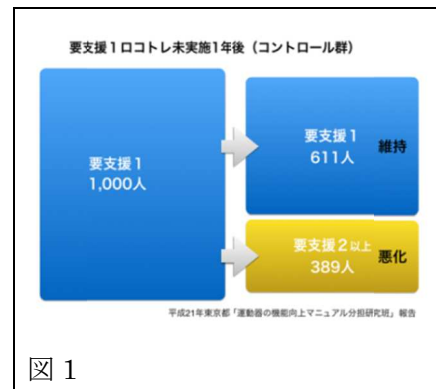 要支援1ロコトレ未実施1年後（コントロール群）
要支援1
1,000人
要支援1 維持
611人
要支援2以上 悪化
389人
平成21年東京都「運動器の機能向上マニュアル分担研究班」報告
図1